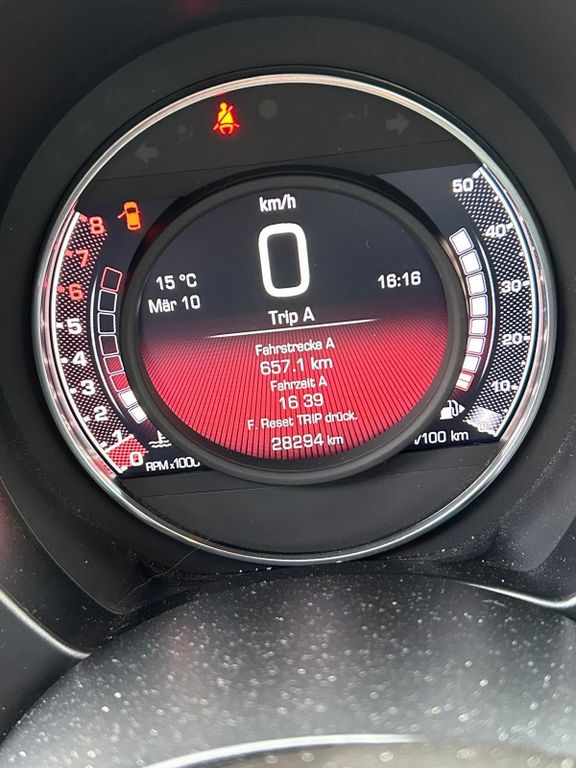 km/h
0
15 °C
Mär 10
16:16
Trip A
Fahrstrecke A
657.1 km
Fahrzeit A
16 39
F. Reset TRIP drück.
28294 km
8
7
6
5
4
3
2
1
0
RPM x1000
50
40
30
20
10
0
/100 km